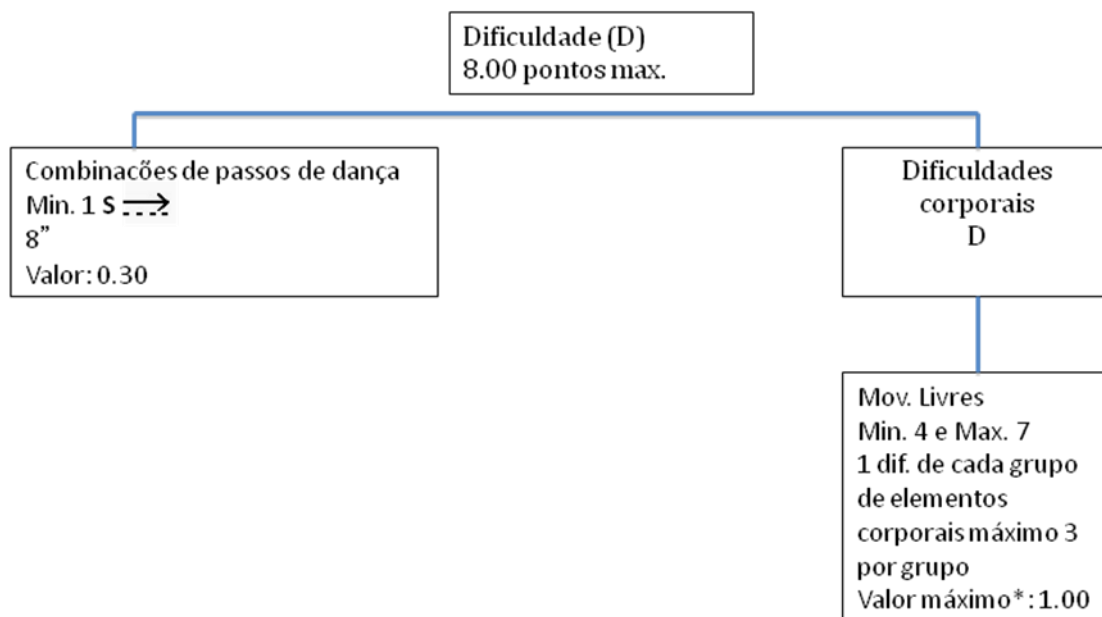 Dificuldade (D)
8.00 pontos max.
Combinacões de passos de dança
Min. 1 S
8”
Valor: 0.30
Dificuldades
corporais
D
Mov. Livres
Min. 4 e Max. 7
1 dif. de cada grupo
de elementos
corporais máximo 3
por grupo
Valor máximo*: 1.00